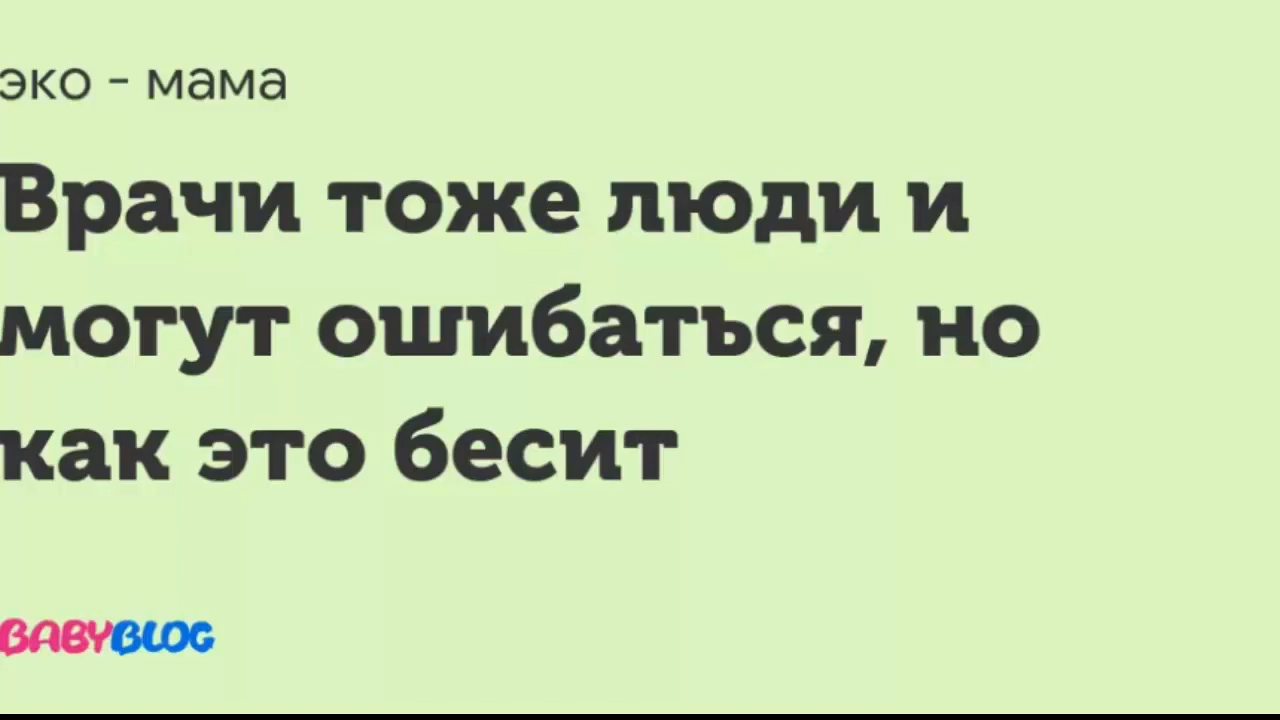 эко - мама
Врачи тоже люди и
могут ошибаться, но
как это бесит
BABYBLOG